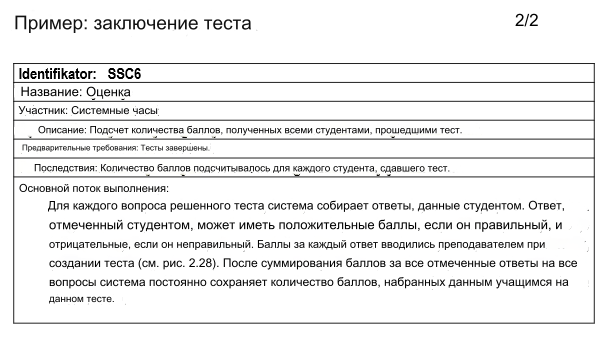 Пример: заключение теста
2/2
Identifikator: SSC6
Название: Оценка
Участник: Системные часы
Описание: Подсчет количества баллов, полученных всеми студентами, прошедшими тест.
Предварительные требования: Тесты завершены.
Последствия: Количество баллов подсчитывалось для каждого студента, сдавшего тест.
Основной поток выполнения:
Для каждого вопроса решенного теста система собирает ответы, данные студентом. Ответ,
отмеченный студентом, может иметь положительные баллы, если он правильный, и
отрицательные, если он неправильный. Баллы за каждый ответ вводились преподавателем при
создании теста (см. рис. 2.28). После суммирования баллов за все отмеченные ответы на все
вопросы система постоянно сохраняет количество баллов, набранных данным учащимся на
данном тесте.